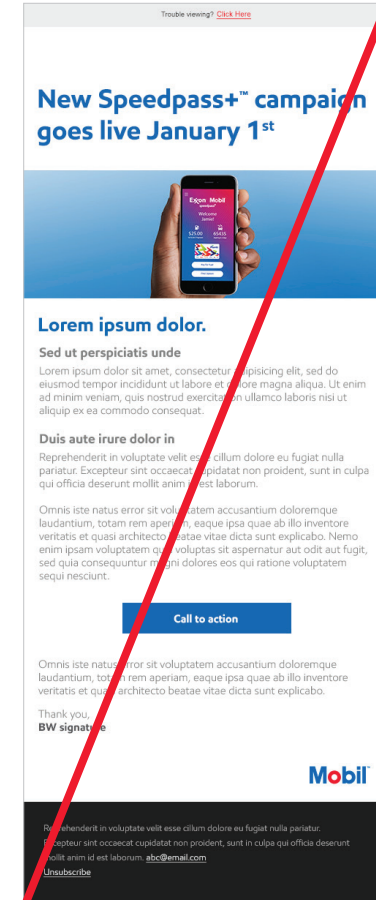 Trouble viewing? Click Here
New Speedpass+™ campaign
goes live January 1st
Exxon Mobil
speedpass+
Welcome
Jamie!
$25.00
Lorem ipsum dolor.
Sed ut perspiciatis unde
Lorem ipsum dolor sit amet, consectetur adipisicing elit, sed do
eiusmod tempor incididunt ut labore et dolore magna aliqua. Ut enim
ad minim veniam, quis nostrud exercitation ullamco laboris nisi ut
aliquip ex ea commodo consequat.
Duis aute irure dolor in
Reprehenderit in voluptate velit esse cillum dolore eu fugiat nulla
pariatur. Excepteur sint occaecat cupidatat non proident, sunt in culpa
qui officia deserunt mollit anim id est laborum.
Omnis iste natus error sit voluptatem accusantium doloremque
laudantium, totam rem aperiam, eaque ipsa quae ab illo inventore
veritatis et quasi architecto beatae vitae dicta sunt explicabo. Nemo
enim ipsam voluptatem quia voluptas sit aspernatur aut odit aut fugit,
sed quia consequuntur magni dolores eos qui ratione voluptatem
sequi nesciunt.
Call to action
Omnis iste natus error sit voluptatem accusantium doloremque
laudantium, totam rem aperiam, eaque ipsa quae ab illo inventore
veritatis et quasi architecto beatae vitae dicta sunt explicabo.
Thank you,
BW signature
Mobil
Reprehenderit in voluptate velit esse cillum dolore eu fugiat nulla pariatur.
Excepteur sint occaecat cupidatat non proident, sunt in culpa qui officia deserunt
mollit anim id est laborum. abc@email.com
Unsubscribe